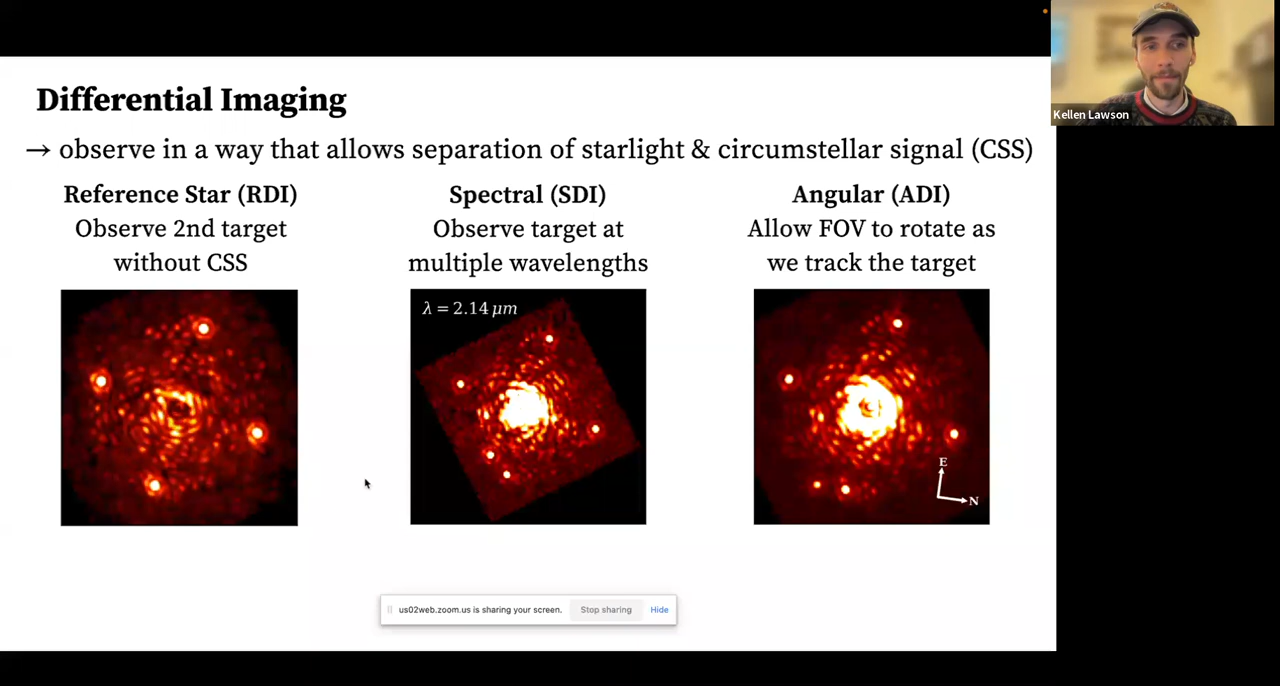 Differential Imaging
→ observe in a way that allows separation of starlight & circumstellar signal (CSS)
Reference Star (RDI)
Observe 2nd target
without CSS
Spectral (SDI)
Observe target at
multiple wavelengths
λ = 2.14 μm
Angular (ADI)
Allow FOV to rotate as
we track the target
E
N
us02web.zoom.us is sharing your screen. Stop sharing Hide
Kellen Lawson